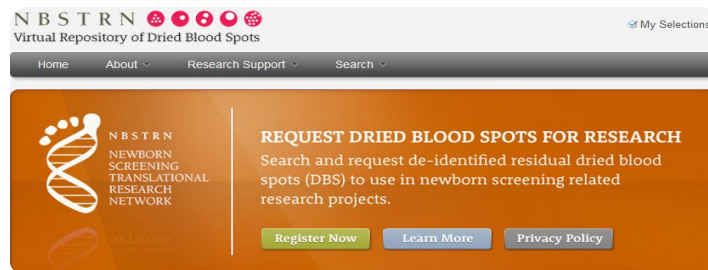 NBSTRN
Virtual Repository of Dried Blood Spots
My Selections
Home About Research Support Search
NBSTRN
NEWBORN
SCREENING
TRANSLATIONAL
RESEARCH
NETWORK
REQUEST DRIED BLOOD SPOTS FOR RESEARCH
Search and request de-identified residual dried blood
spots (DBS) to use in newborn screening related
research projects.
Register Now Learn More Privacy Policy